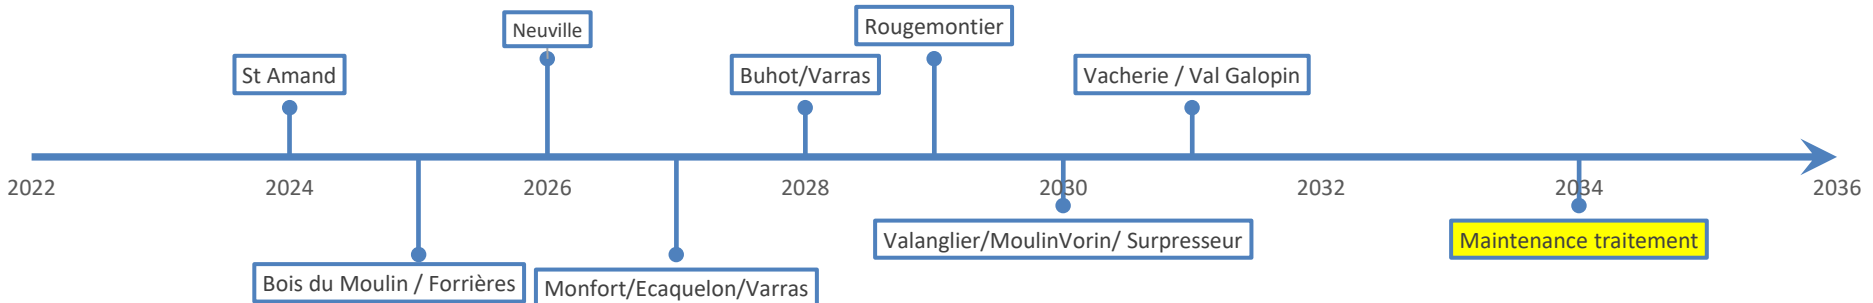 Neuville
Rougemontier
St Amand
Buhot/Varras
Vacherie / Val Galopin
2022
2024
2026
2028
2030
2032
2034
2036
Valanglier/MoulinVorin/ Surpresseur
Maintenance traitement
Bois du Moulin / Forrières
Monfort/Ecaquelon/Varras